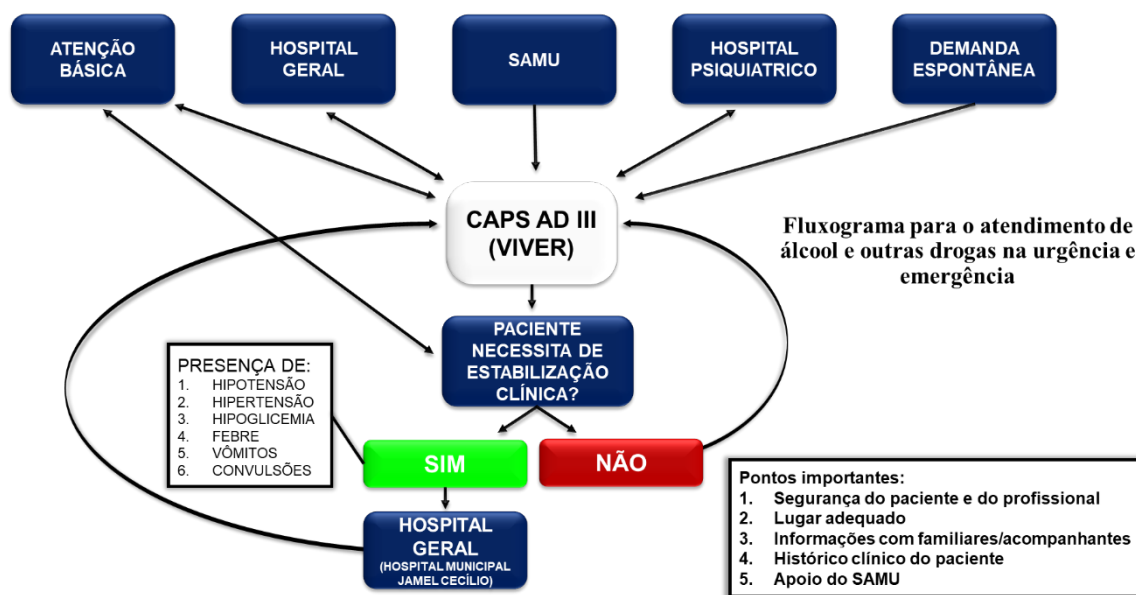 ATENÇÃO
BÁSICA
HOSPITAL
GERAL
SAMU
HOSPITAL
PSIQUIATRICO
DEMANDA
ESPONTÂNEA
CAPS AD III
(VIVER)
Fluxograma para o atendimento de
álcool e outras drogas na urgência e
emergência
PACIENTE
NECESSITA DE
ESTABILIZAÇÃO
CLÍNICA?
PRESENÇA DE:
1. HIPOTENSÃO
2. HIPERTENSÃO
3. HIPOGLICEMIA
4. FEBRE
5. VÔMITOS
6. CONVULSÕES
SIM
NÃO
HOSPITAL
GERAL
(HOSPITAL MUNICIPAL
JAMEL CECÍLIO)
Pontos importantes:
1. Segurança do paciente e do profissional
2. Lugar adequado
3. Informações com familiares/acompanhantes
4. Histórico clínico do paciente
5. Apoio do SAMU